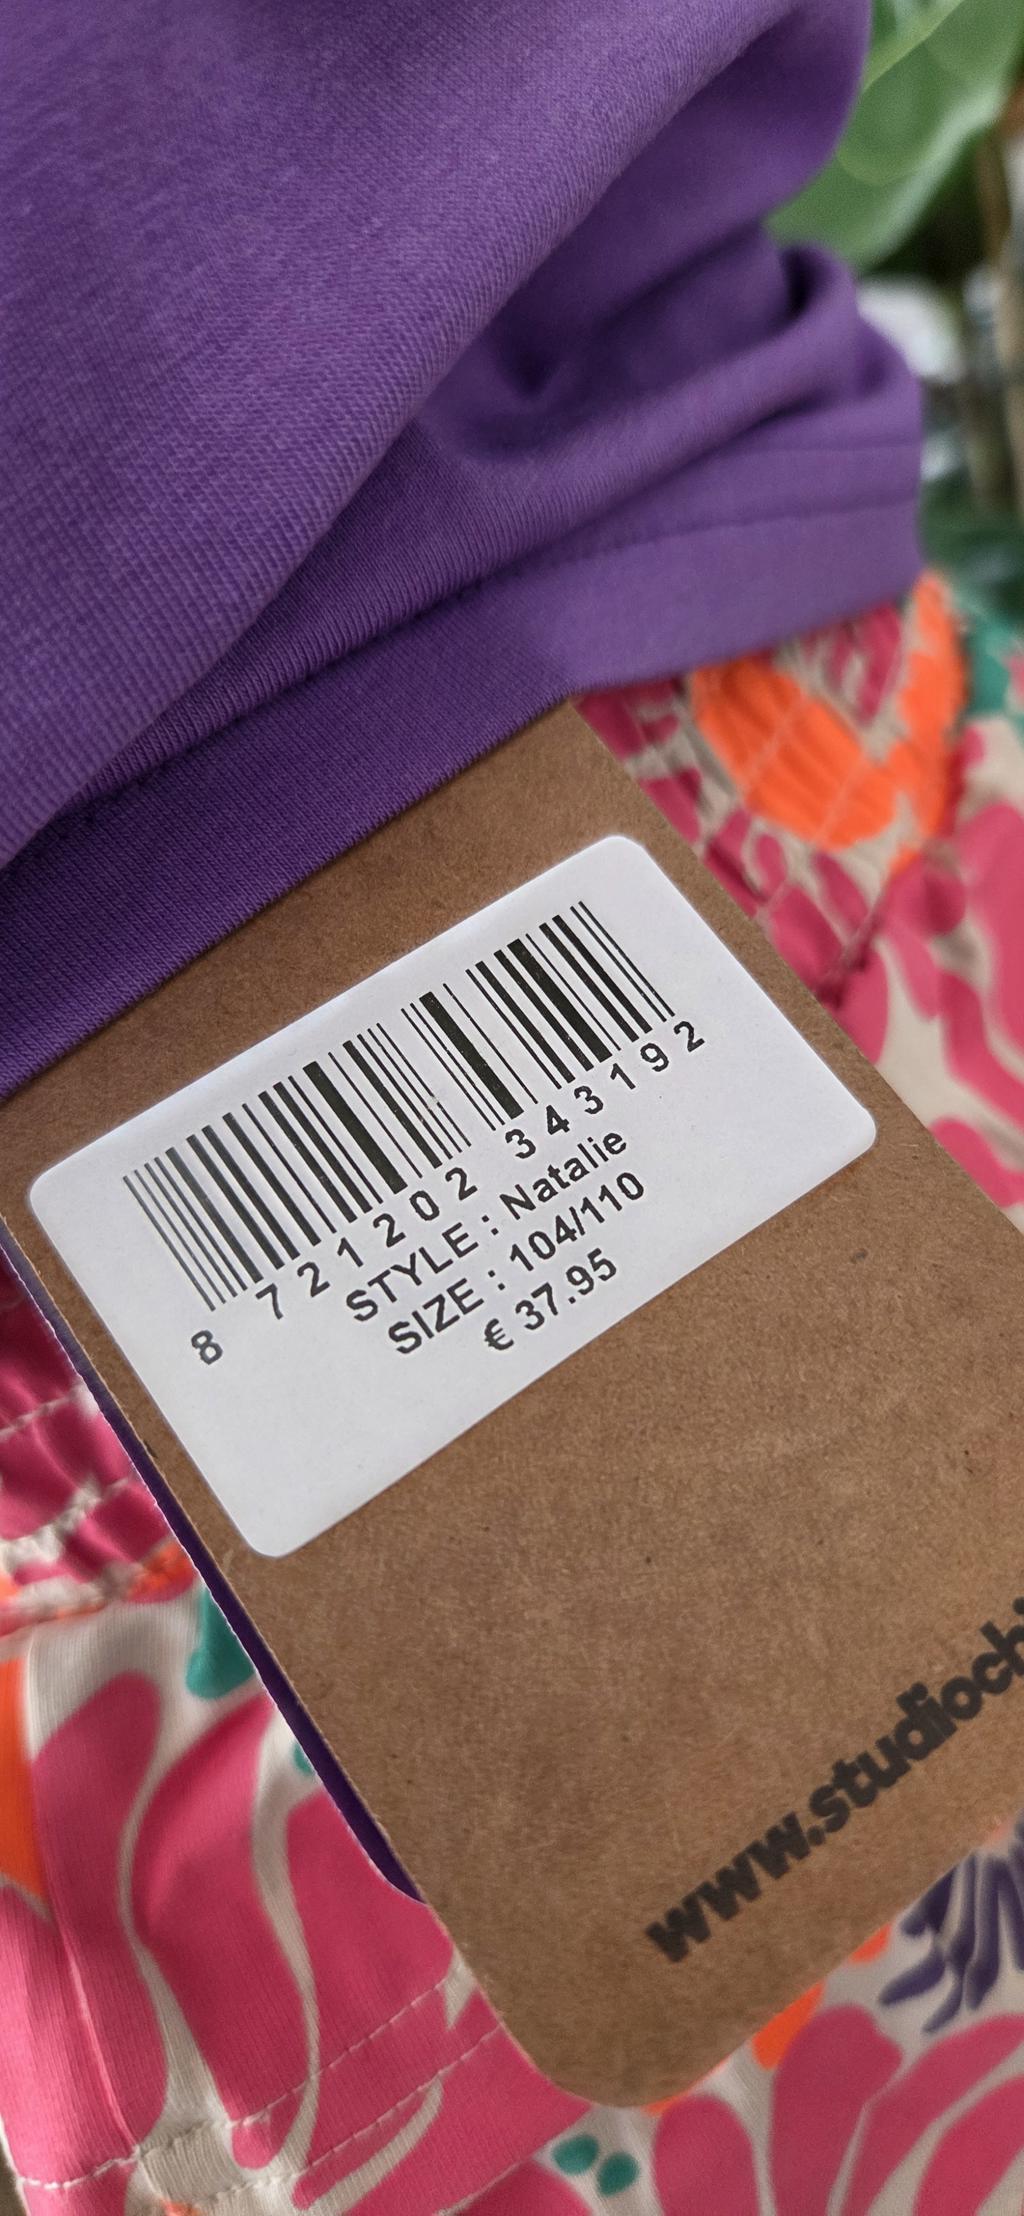 8 721202 343192
STYLE : Natalie
SIZE : 104/110
€ 37.95
www.studioch